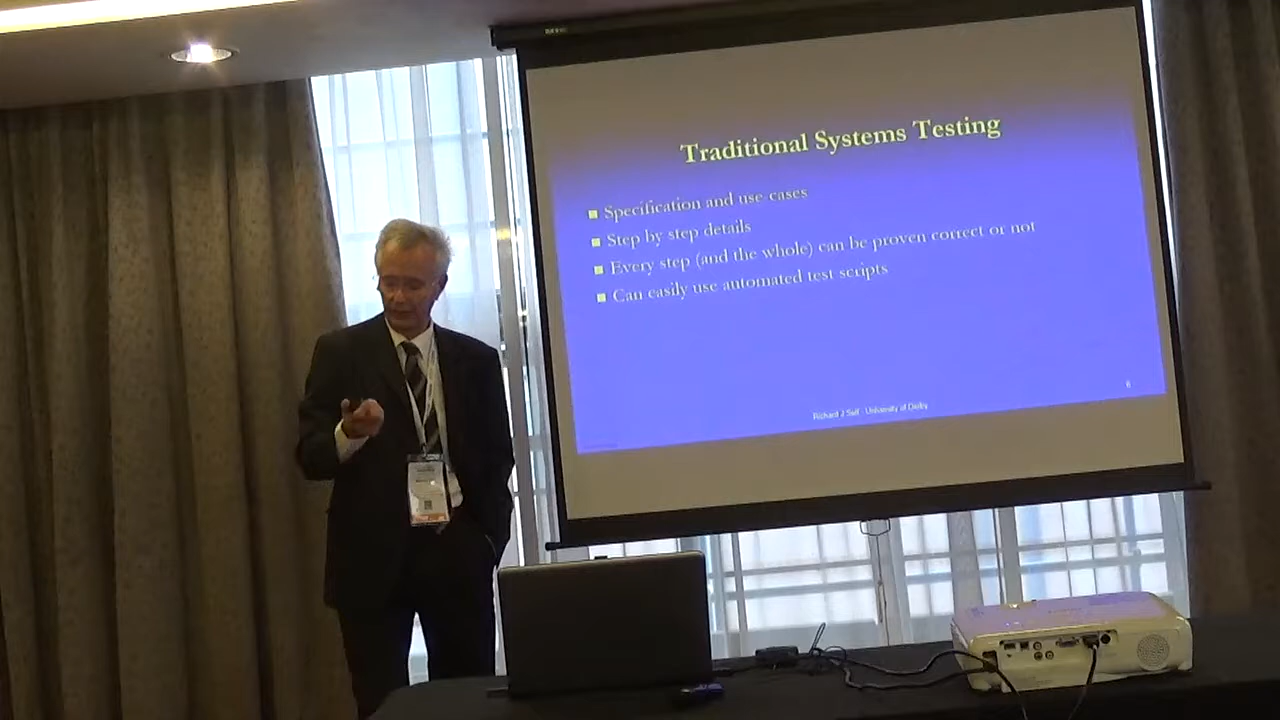 Traditional Systems Testing
Specification and use cases
Step by step details
Every step (and the whole) can be proven correct or not
Can easily use automated test scripts
Richard J Self - University of Derby
6